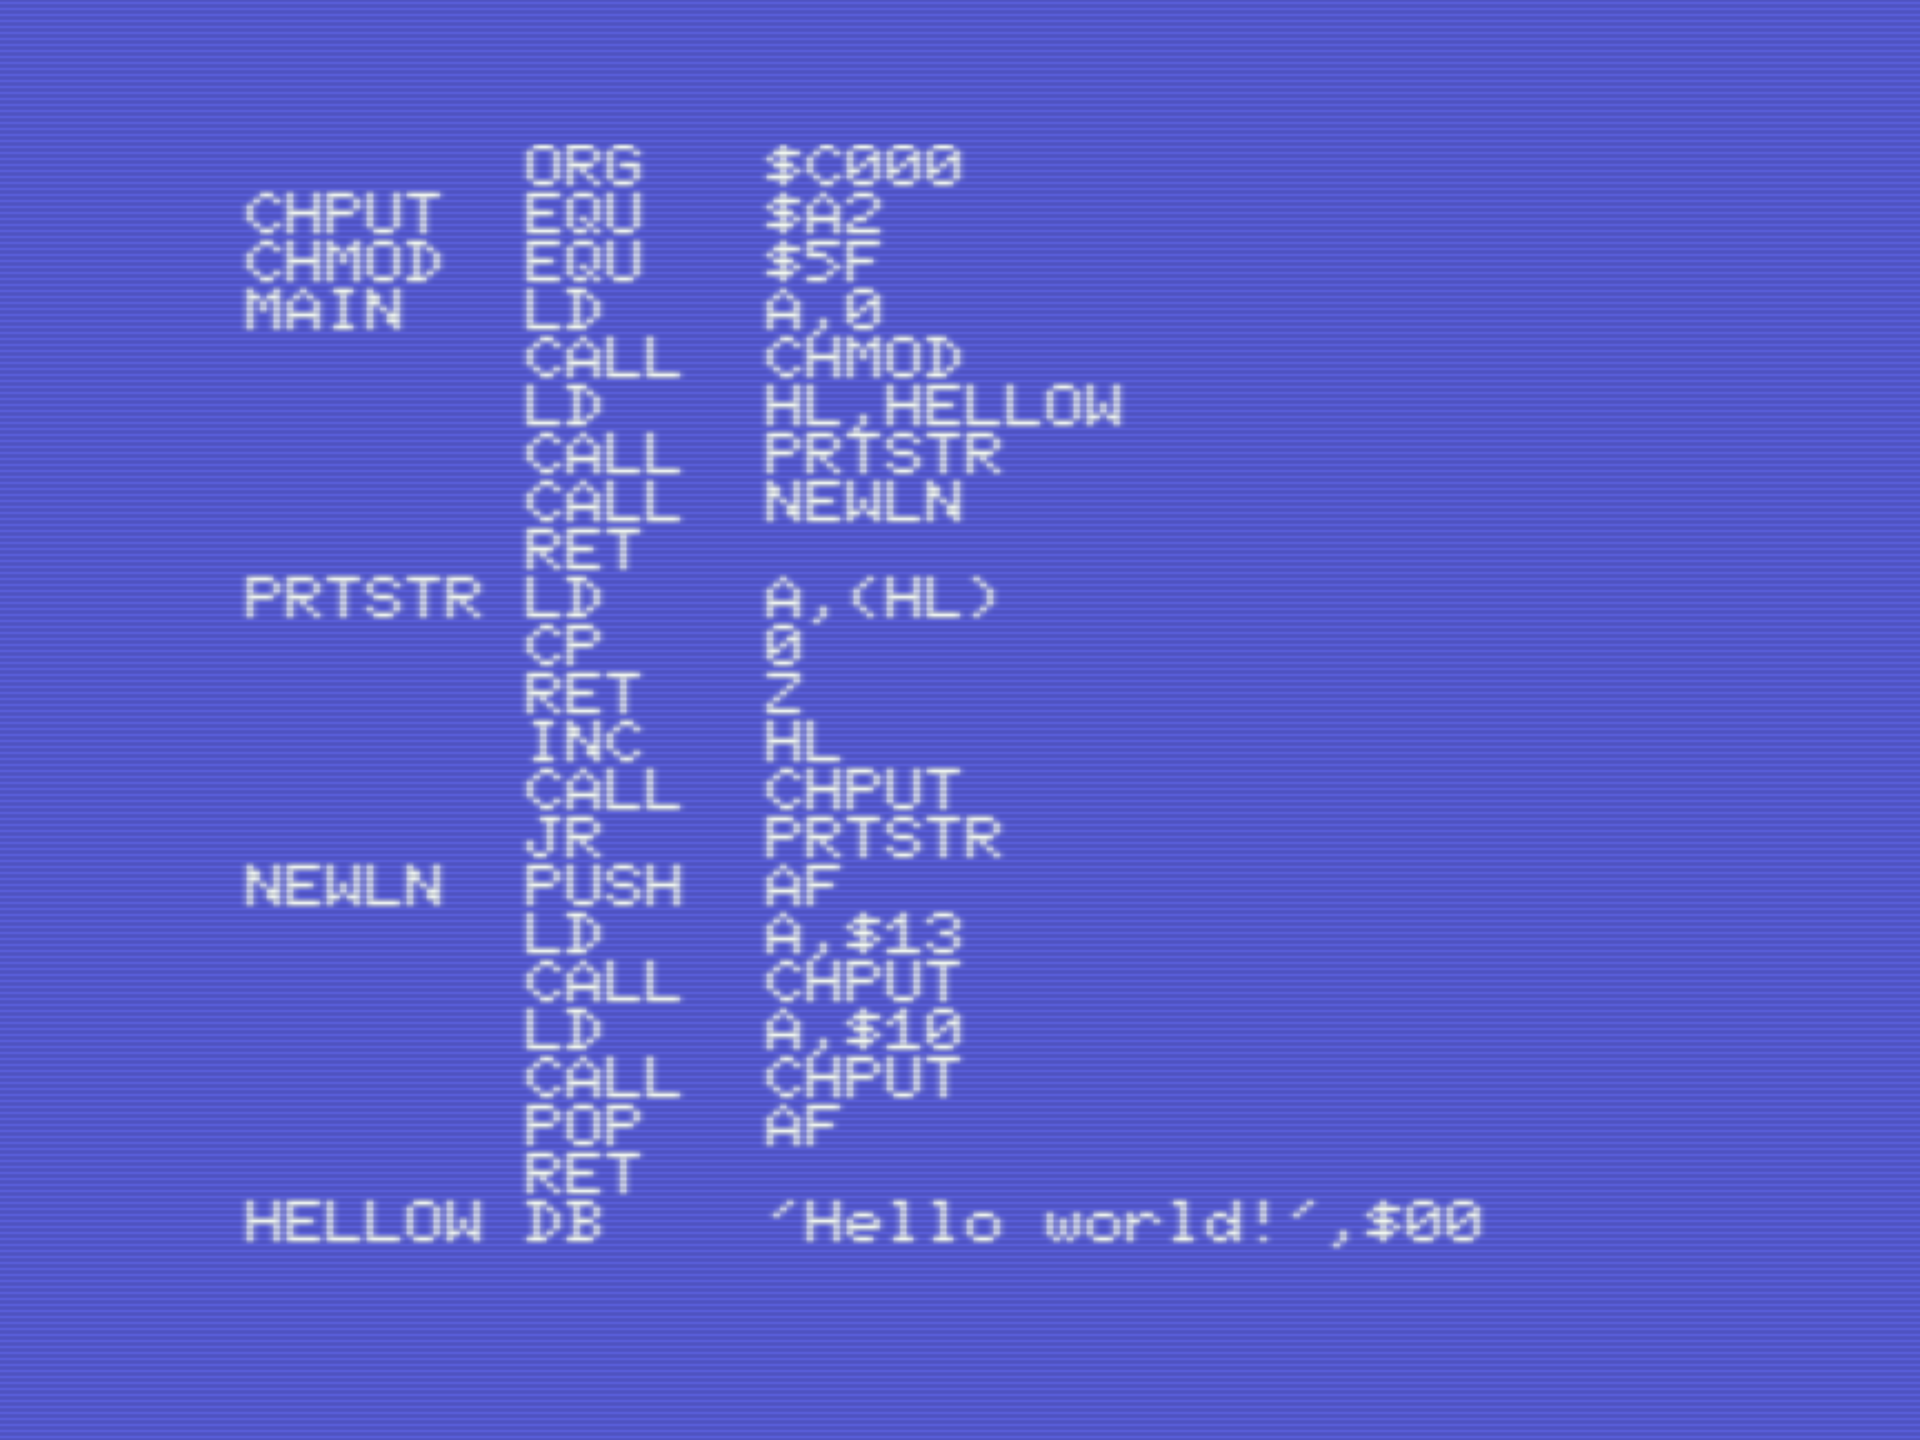 ORG $C000
CHPUT EQU $A2
CHMOD EQU $5F
MAIN LD A,0
CALL CHMOD
LD HL,HELLOW
CALL PRTSTR
CALL NEWLN
RET
PRTSTR LD A,(HL)
CP 0
RET Z
INC HL
CALL CHPUT
JR PRTSTR
NEWLN PUSH AF
LD A,$13
CALL CHPUT
LD A,$10
CALL CHPUT
POP AF
RET
HELLOW DB ´Hello world!´,$00